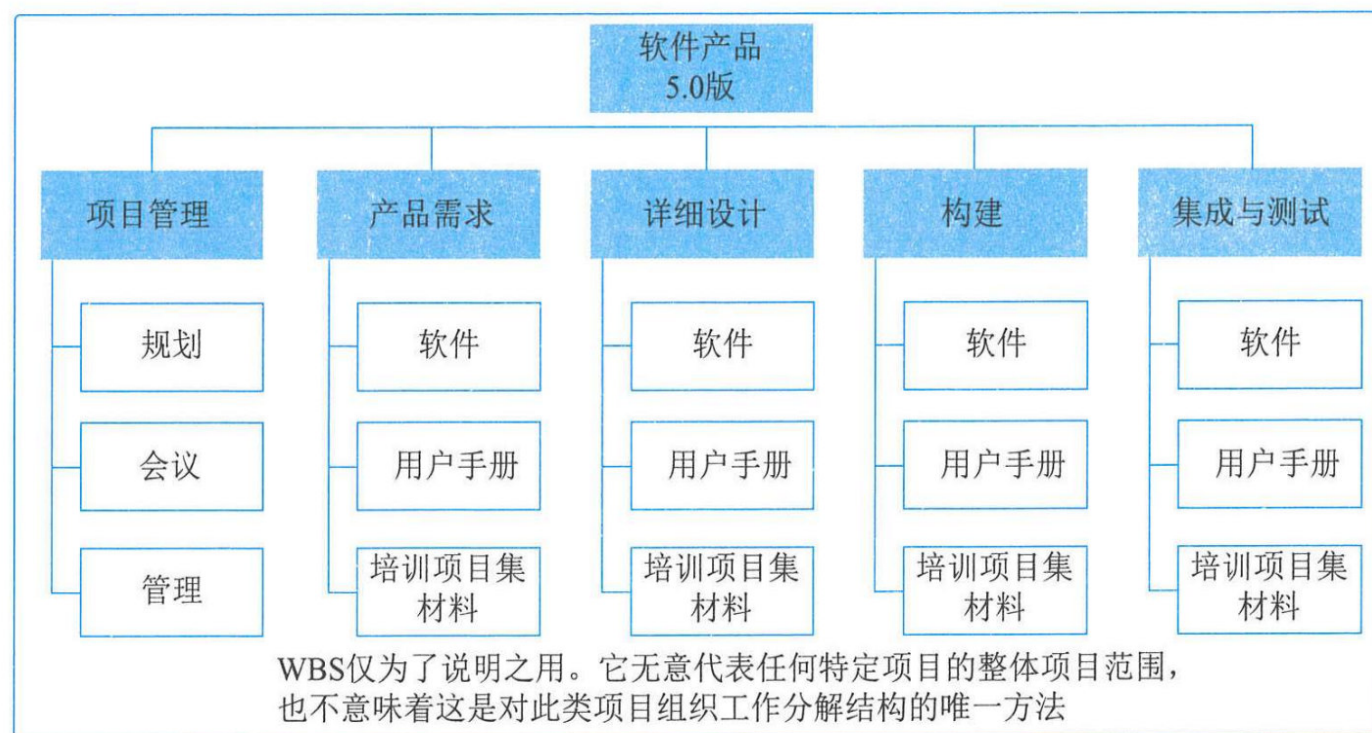 软件产品
5.0版
项目管理
产品需求
详细设计
构建
集成与测试
规划
软件
软件
软件
软件
会议
用户手册
用户手册
用户手册
用户手册
管理
培训项目集
材料
培训项目集
材料
培训项目集
材料
培训项目集
材料
WBS仅为了说明之用。它无意代表任何特定项目的整体项目范围，
也不意味着这是对此类项目组织工作分解结构的唯一方法